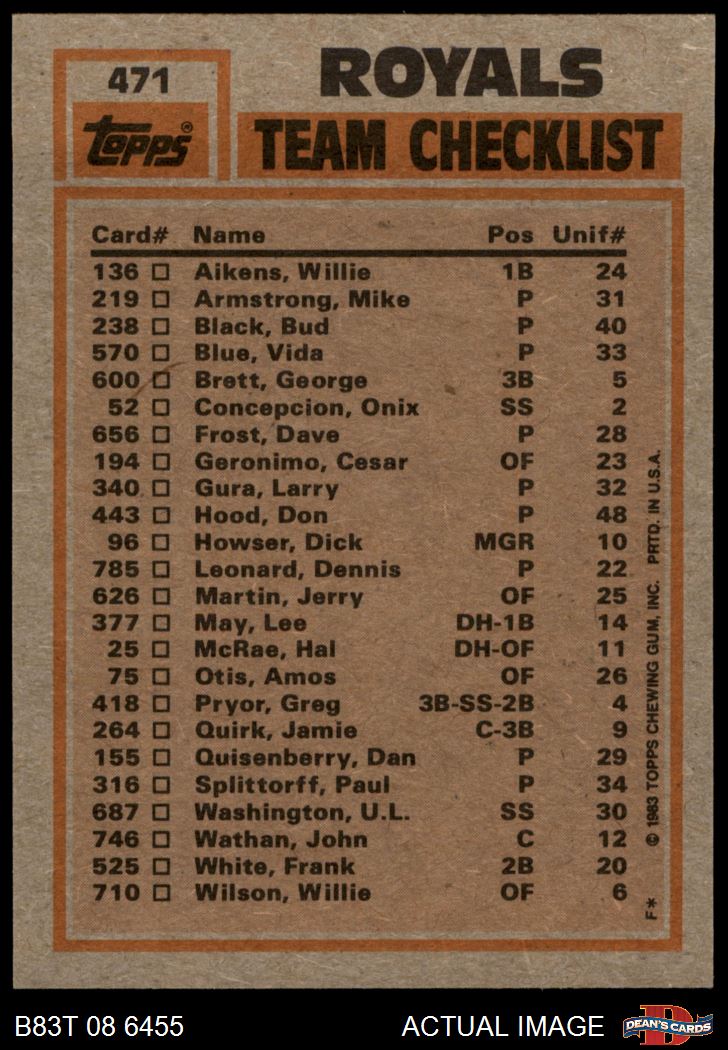 471
ROYALS
Topps®
TEAM CHECKLIST
Card# Name Pos Unif#
136 Aikens, Willie 1B 24
219 Armstrong, Mike P 31
238 Black, Bud P 40
570 Blue, Vida P 33
600 Brett, George 3B 5
52 Concepcion, Onix SS 2
656 Frost, Dave P 28
194 Geronimo, Cesar OF 23
340 Gura, Larry P 32
443 Hood, Don P 48
96 Howser, Dick MGR 10
785 Leonard, Dennis P 22
626 Martin, Jerry OF 25
377 May, Lee DH-1B 14
25 McRae, Hal DH-OF 11
75 Otis, Amos OF 26
418 Pryor, Greg 3B-SS-2B 4
264 Quirk, Jamie C-3B 9
155 Quisenberry, Dan P 29
316 Splittorff, Paul P 34
687 Washington, U.L. SS 30
746 Wathan, John C 12
525 White, Frank 2B 20
710 Wilson, Willie OF 6
F* © 1983 TOPPS CHEWING GUM, INC. PRTD. IN U.S.A.
B83T 08 6455 ACTUAL IMAGE
D DEAN'S CARDS